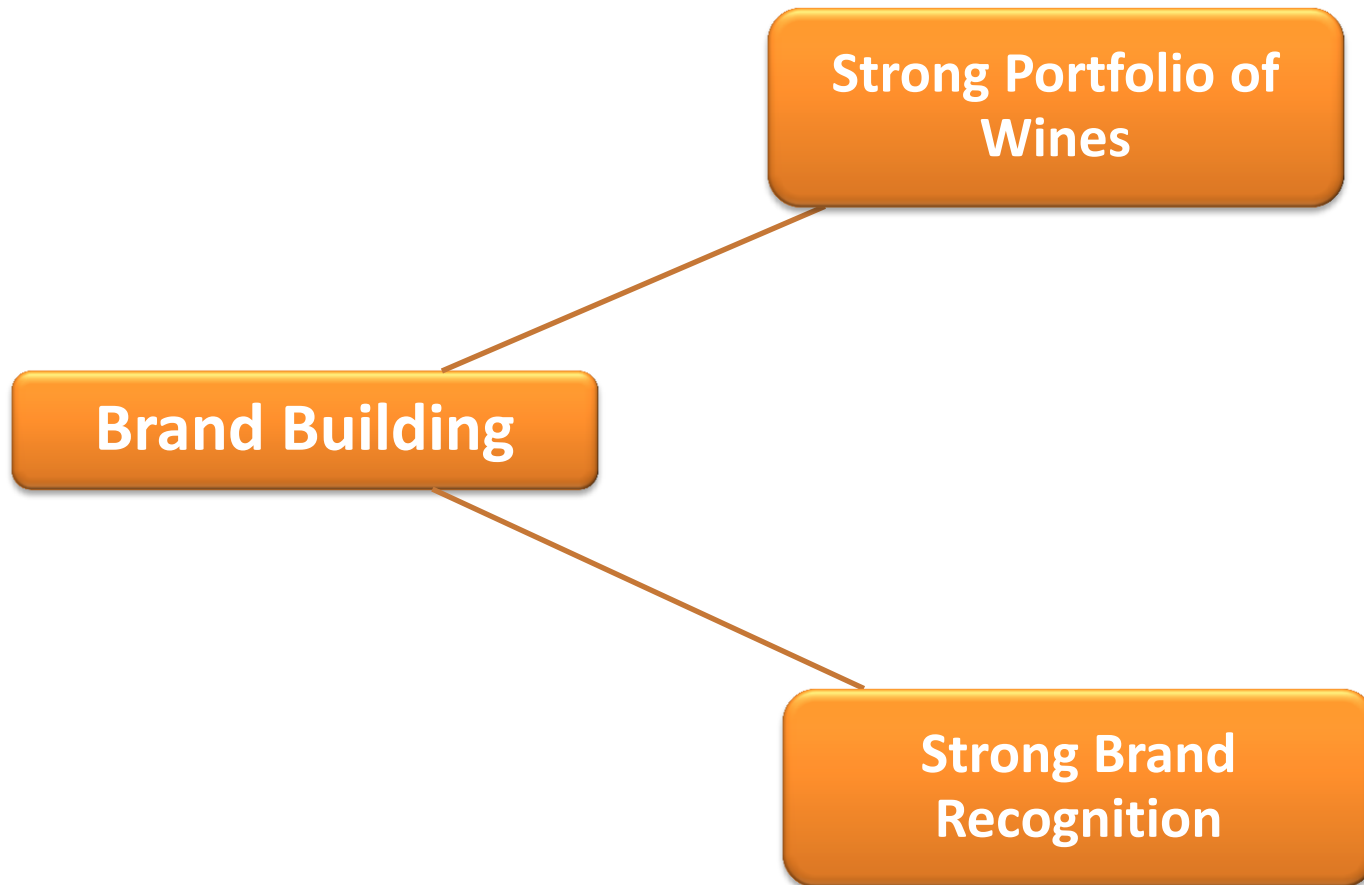 Strong Portfolio of
Wines
Brand Building
Strong Brand
Recognition